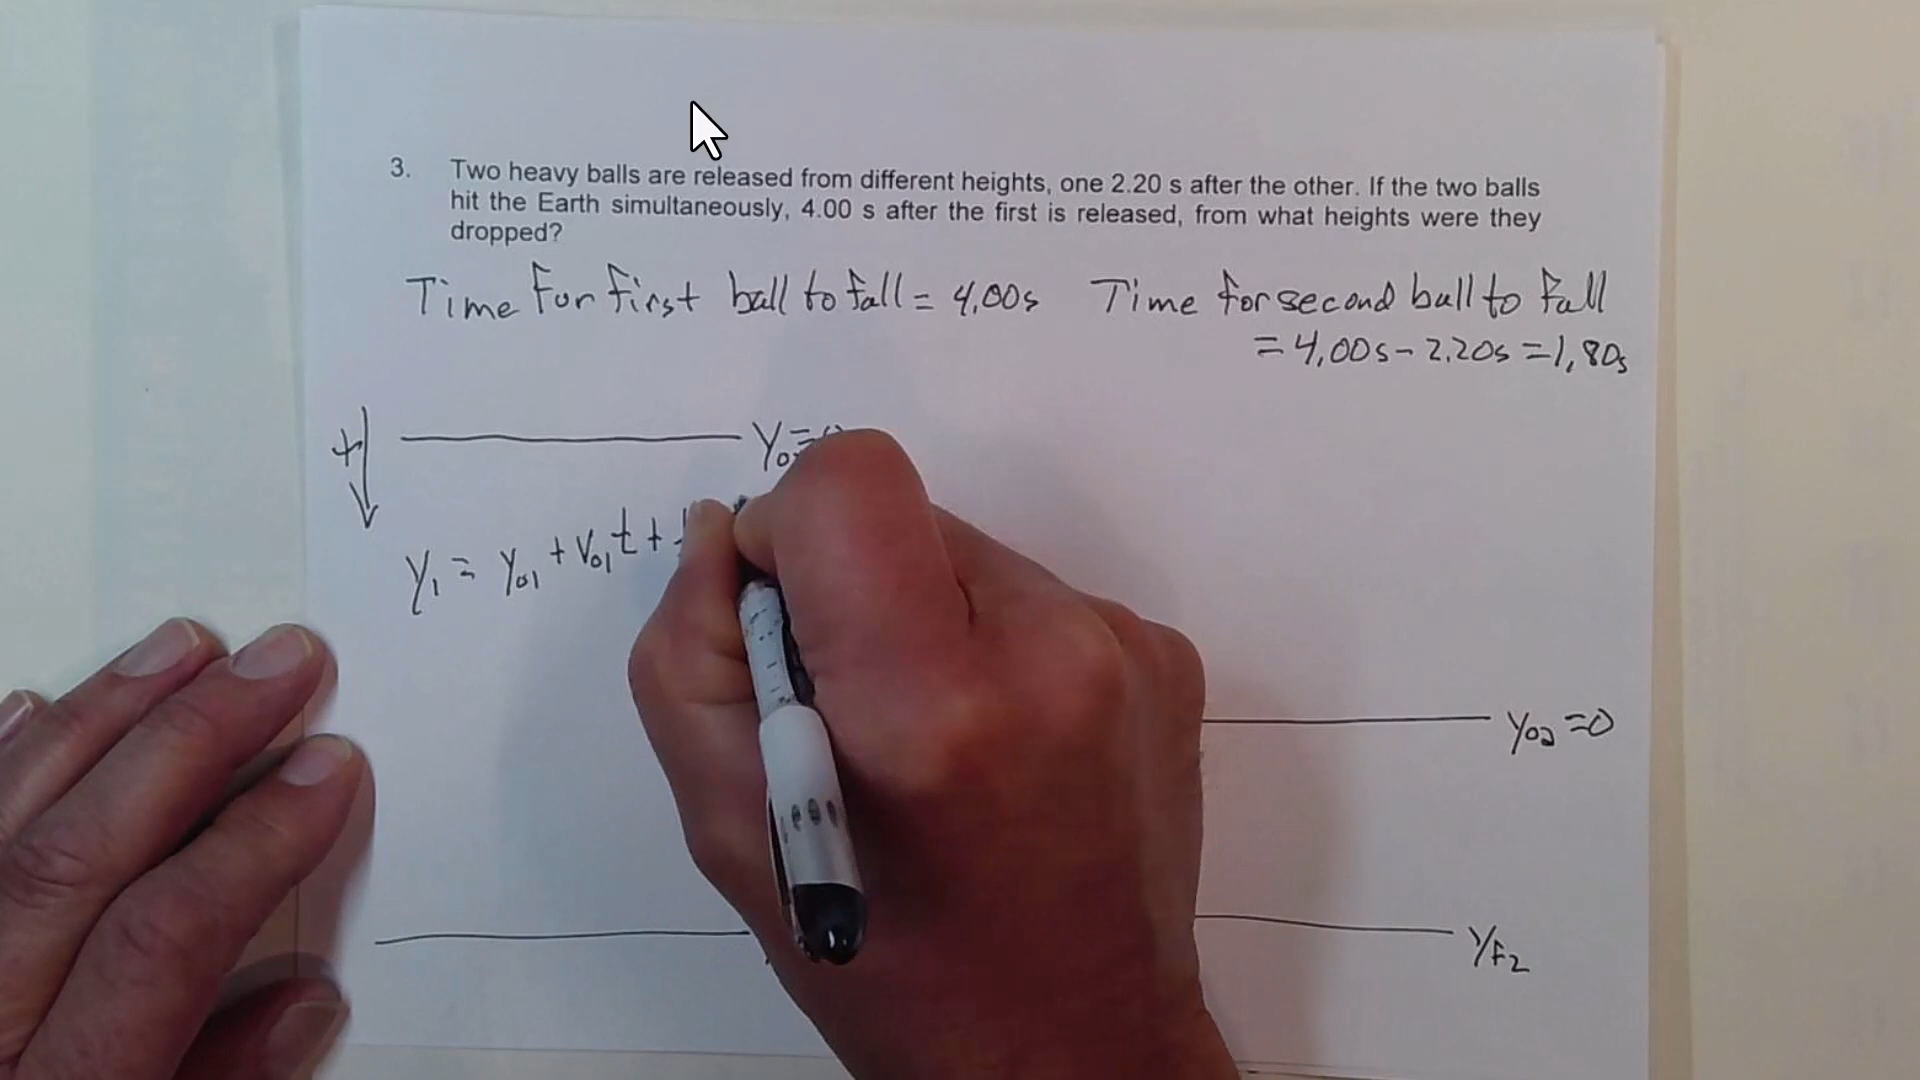 3. Two heavy balls are released from different heights, one 2.20 s after the other. If the two balls
hit the Earth simultaneously, 4.00 s after the first is released, from what heights were they
dropped?
Time for first ball to fall = 4.00s
Time for second ball to fall
= 4.00s - 2.20s = 1.80s
+
y₁ = y₀₁ + v₀₁t +
y₀₂ = 0
yf₂